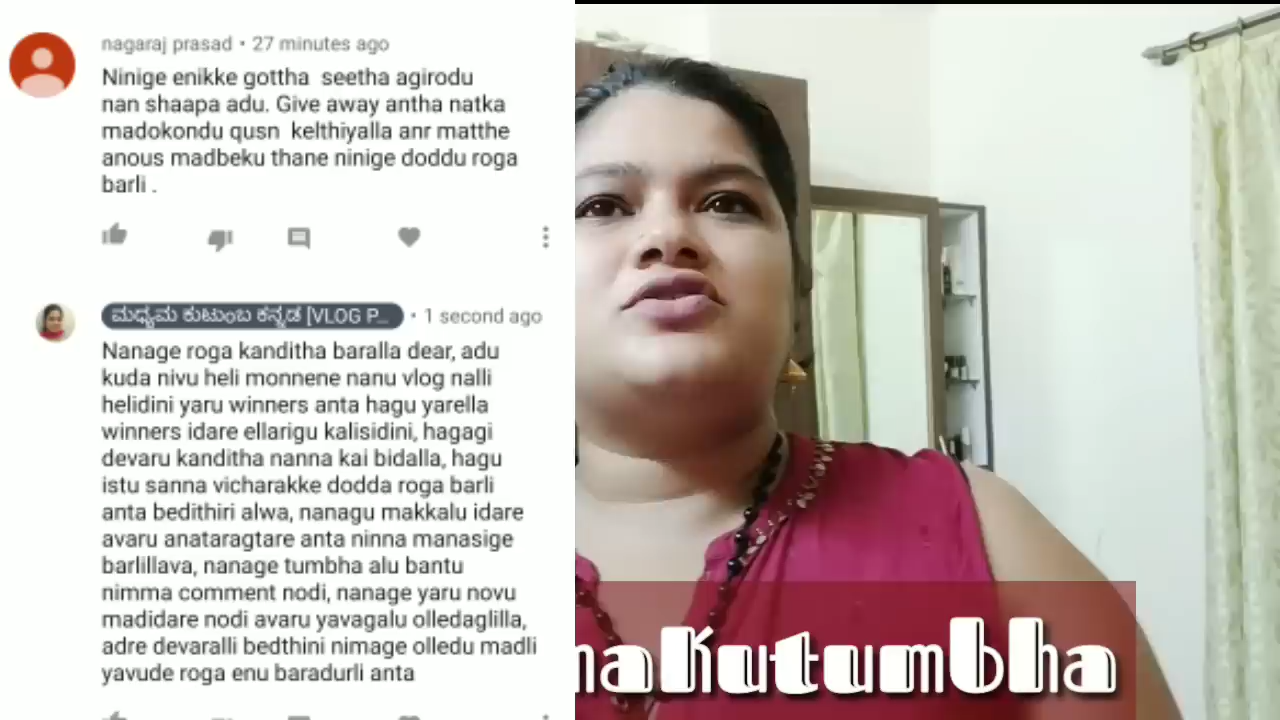 nagaraj prasad • 27 minutes ago
Ninige enikke gottha seetha agirodu
nan shaapa adu. Give away antha natka
madokondu qusn kelthiyalla anr matthe
anous madbeku thane ninige doddu roga
barli .
ಮಧ್ಯಮ ಕುಟುಂಬ ಕನ್ನಡ [VLOG P... • 1 second ago
Nanage roga kanditha baralla dear, adu
kuda nivu heli monnene nanu vlog nalli
helidini yaru winners anta hagu yarella
winners idare ellarigu kalisidini, hagagi
devaru kanditha nanna kai bidalla, hagu
istu sanna vicharakke dodda roga barli
anta bedithiri alwa, nanagu makkalu idare
avaru anataragtare anta ninna manasige
barlillava, nanage tumbha alu bantu
nimma comment nodi, nanage yaru novu
madidare nodi avaru yavagalu olledaglilla,
adre devaralli bedthini nimage olledu madli
yavude roga enu baradurli anta
na Kutumbha